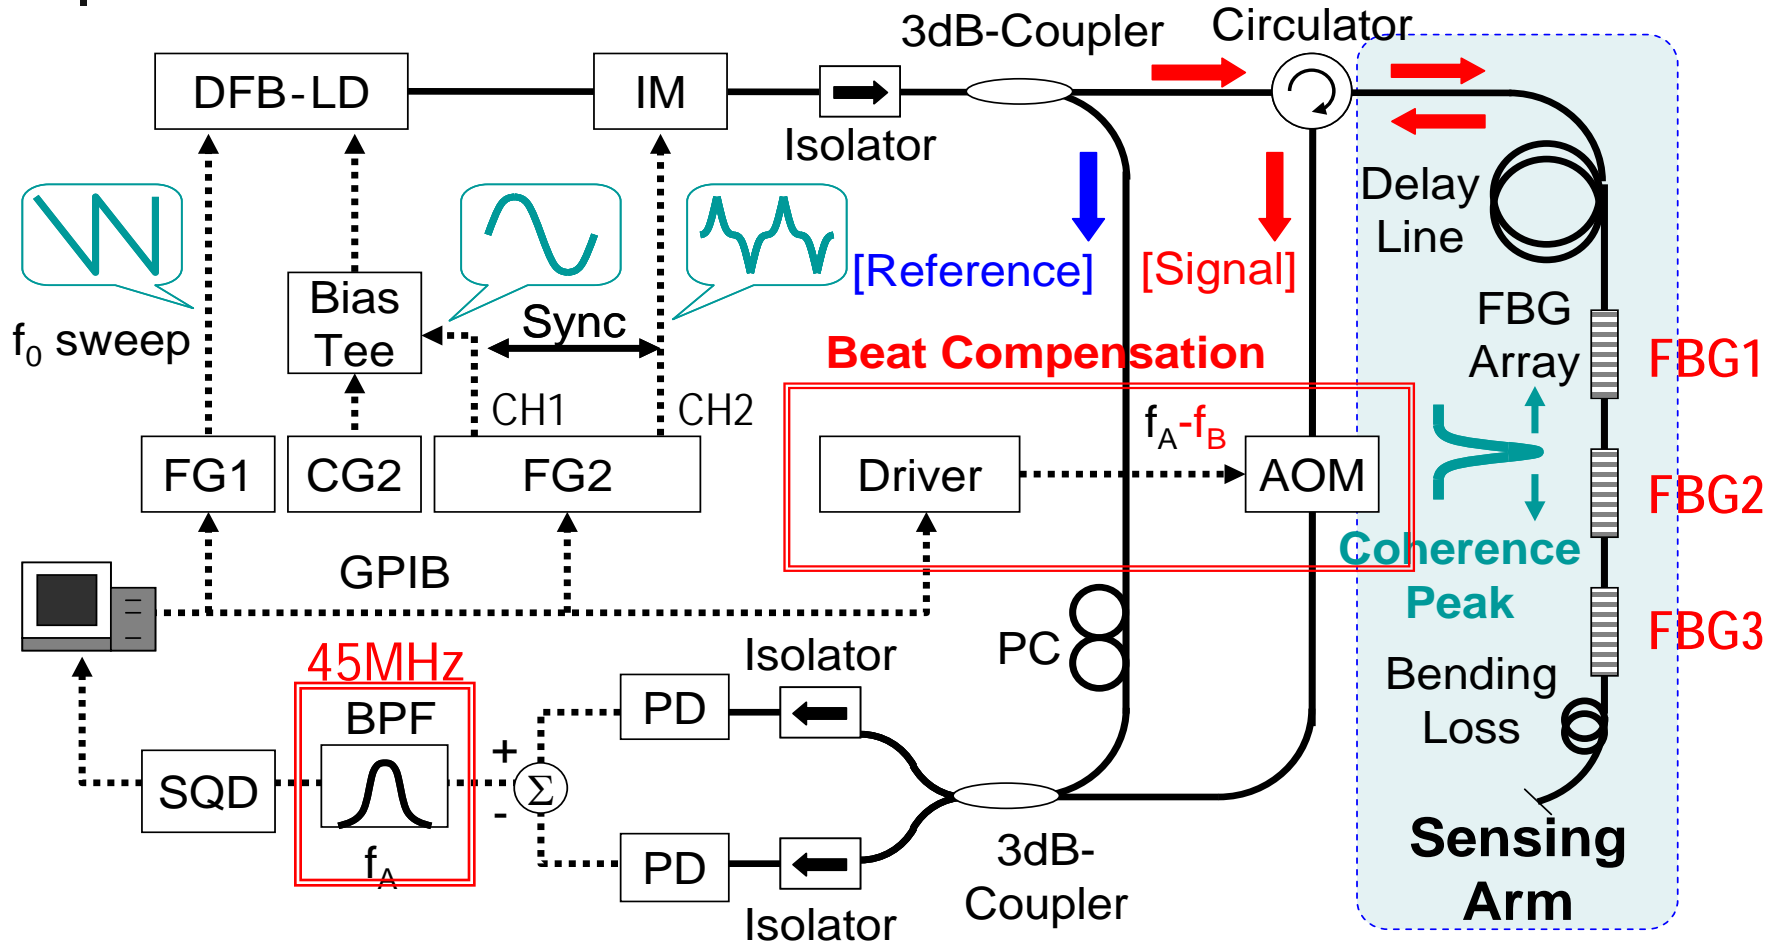 3dB-Coupler
Circulator
DFB-LD
IM
Isolator
Delay
Line
[Reference]
[Signal]
Bias
Tee
Sync
f0 sweep
FBG
Array
FBG1
Beat Compensation
CH1
CH2
fA-fB
FG1
CG2
FG2
Driver
AOM
FBG2
Coherence
Peak
GPIB
PC
FBG3
45MHz
Isolator
Bending
Loss
BPF
PD
+
SQD
Σ
-
fA
PD
3dB-
Coupler
Isolator
Sensing
Arm